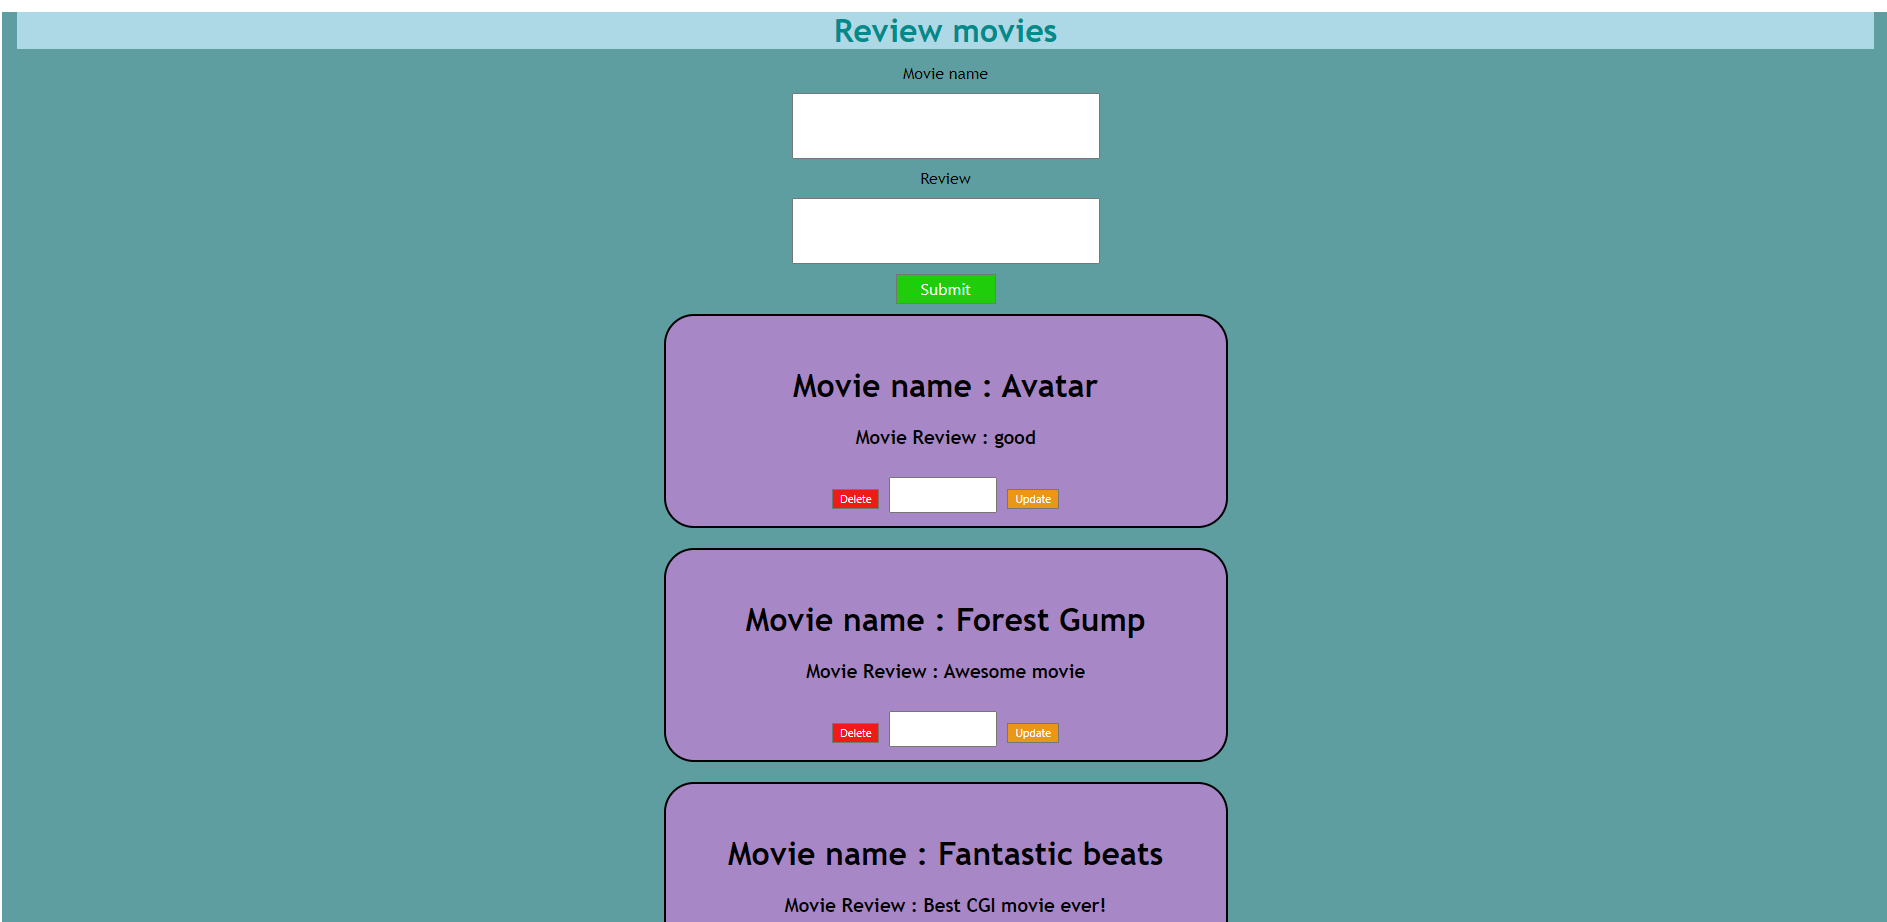 Review movies
Movie name
Review
Submit
Movie name : Avatar
Movie Review : good
Delete Update
Movie name : Forest Gump
Movie Review : Awesome movie
Delete Update
Movie name : Fantastic beats
Movie Review : Best CGI movie ever!